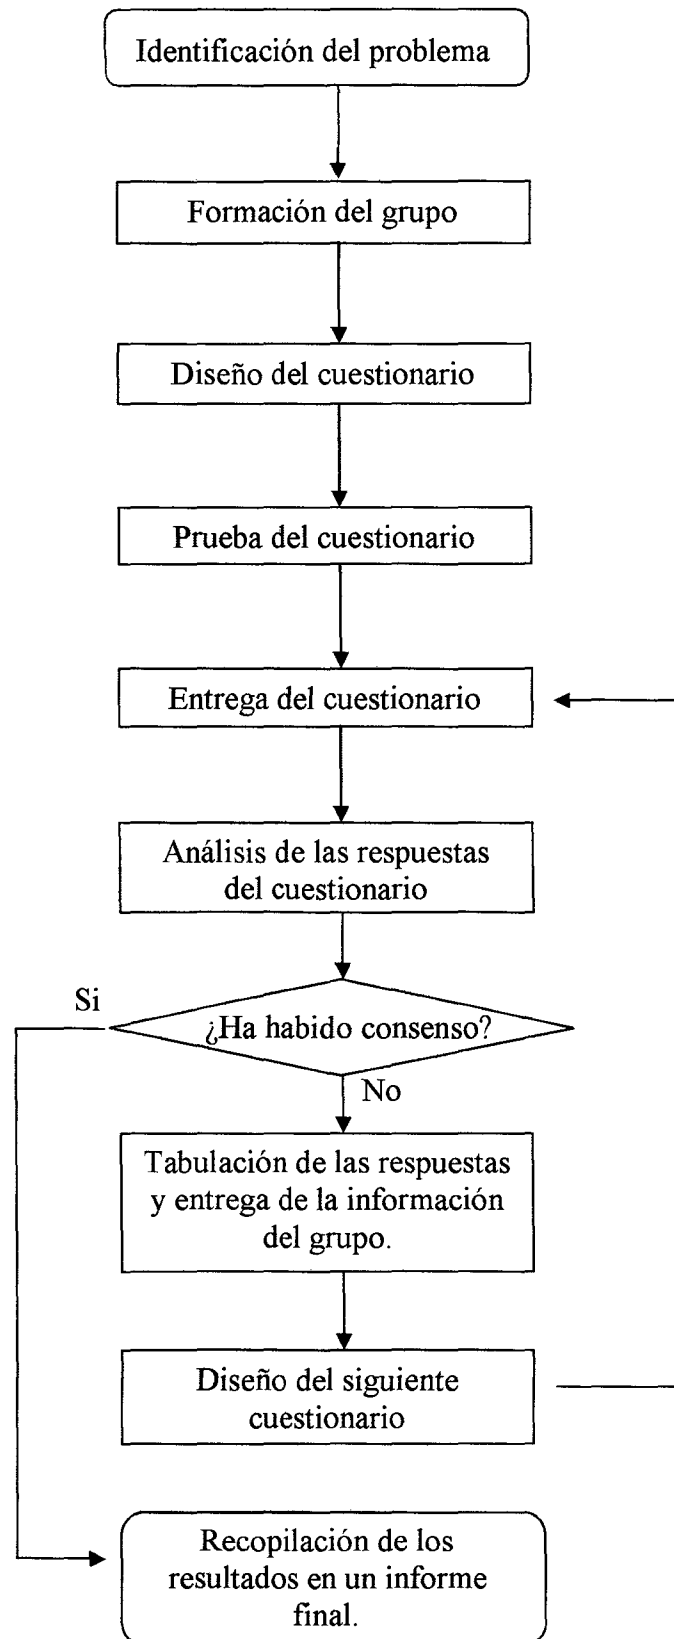 Identificación del problema
Formación del grupo
Diseño del cuestionario
Prueba del cuestionario
Entrega del cuestionario
Análisis de las respuestas
del cuestionario
Si
¿Ha habido consenso?
No
Tabulación de las respuestas
y entrega de la información
del grupo.
Diseño del siguiente
cuestionario
Recopilación de los
resultados en un informe
final.